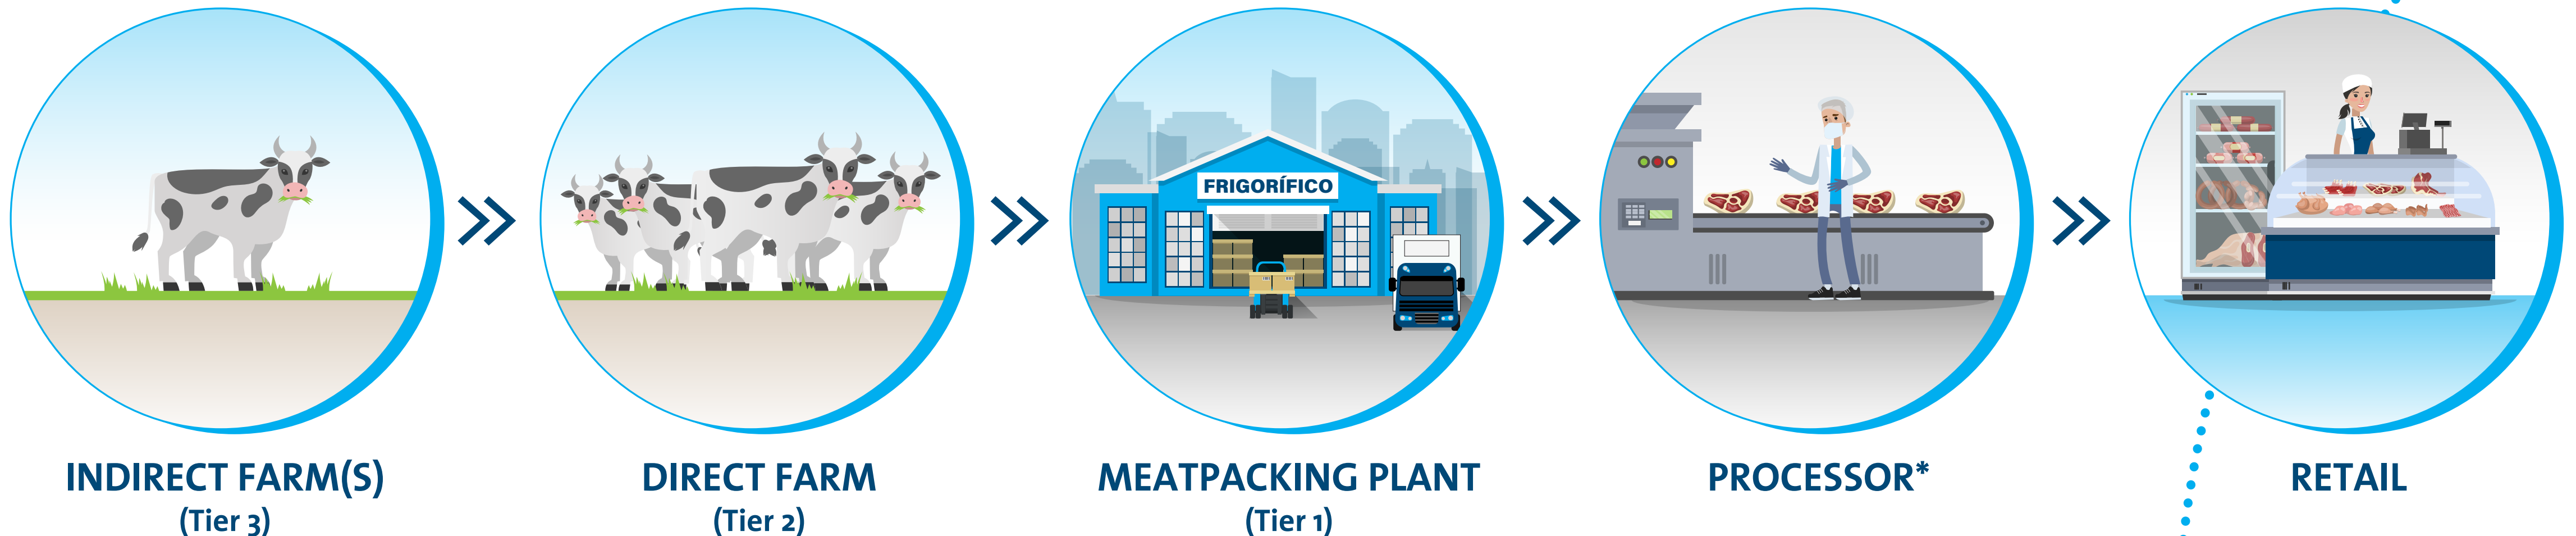 FRIGORÍFICO
INDIRECT FARM(S)
(Tier 3)
DIRECT FARM
(Tier 2)
MEATPACKING PLANT
(Tier 1)
PROCESSOR*
RETAIL